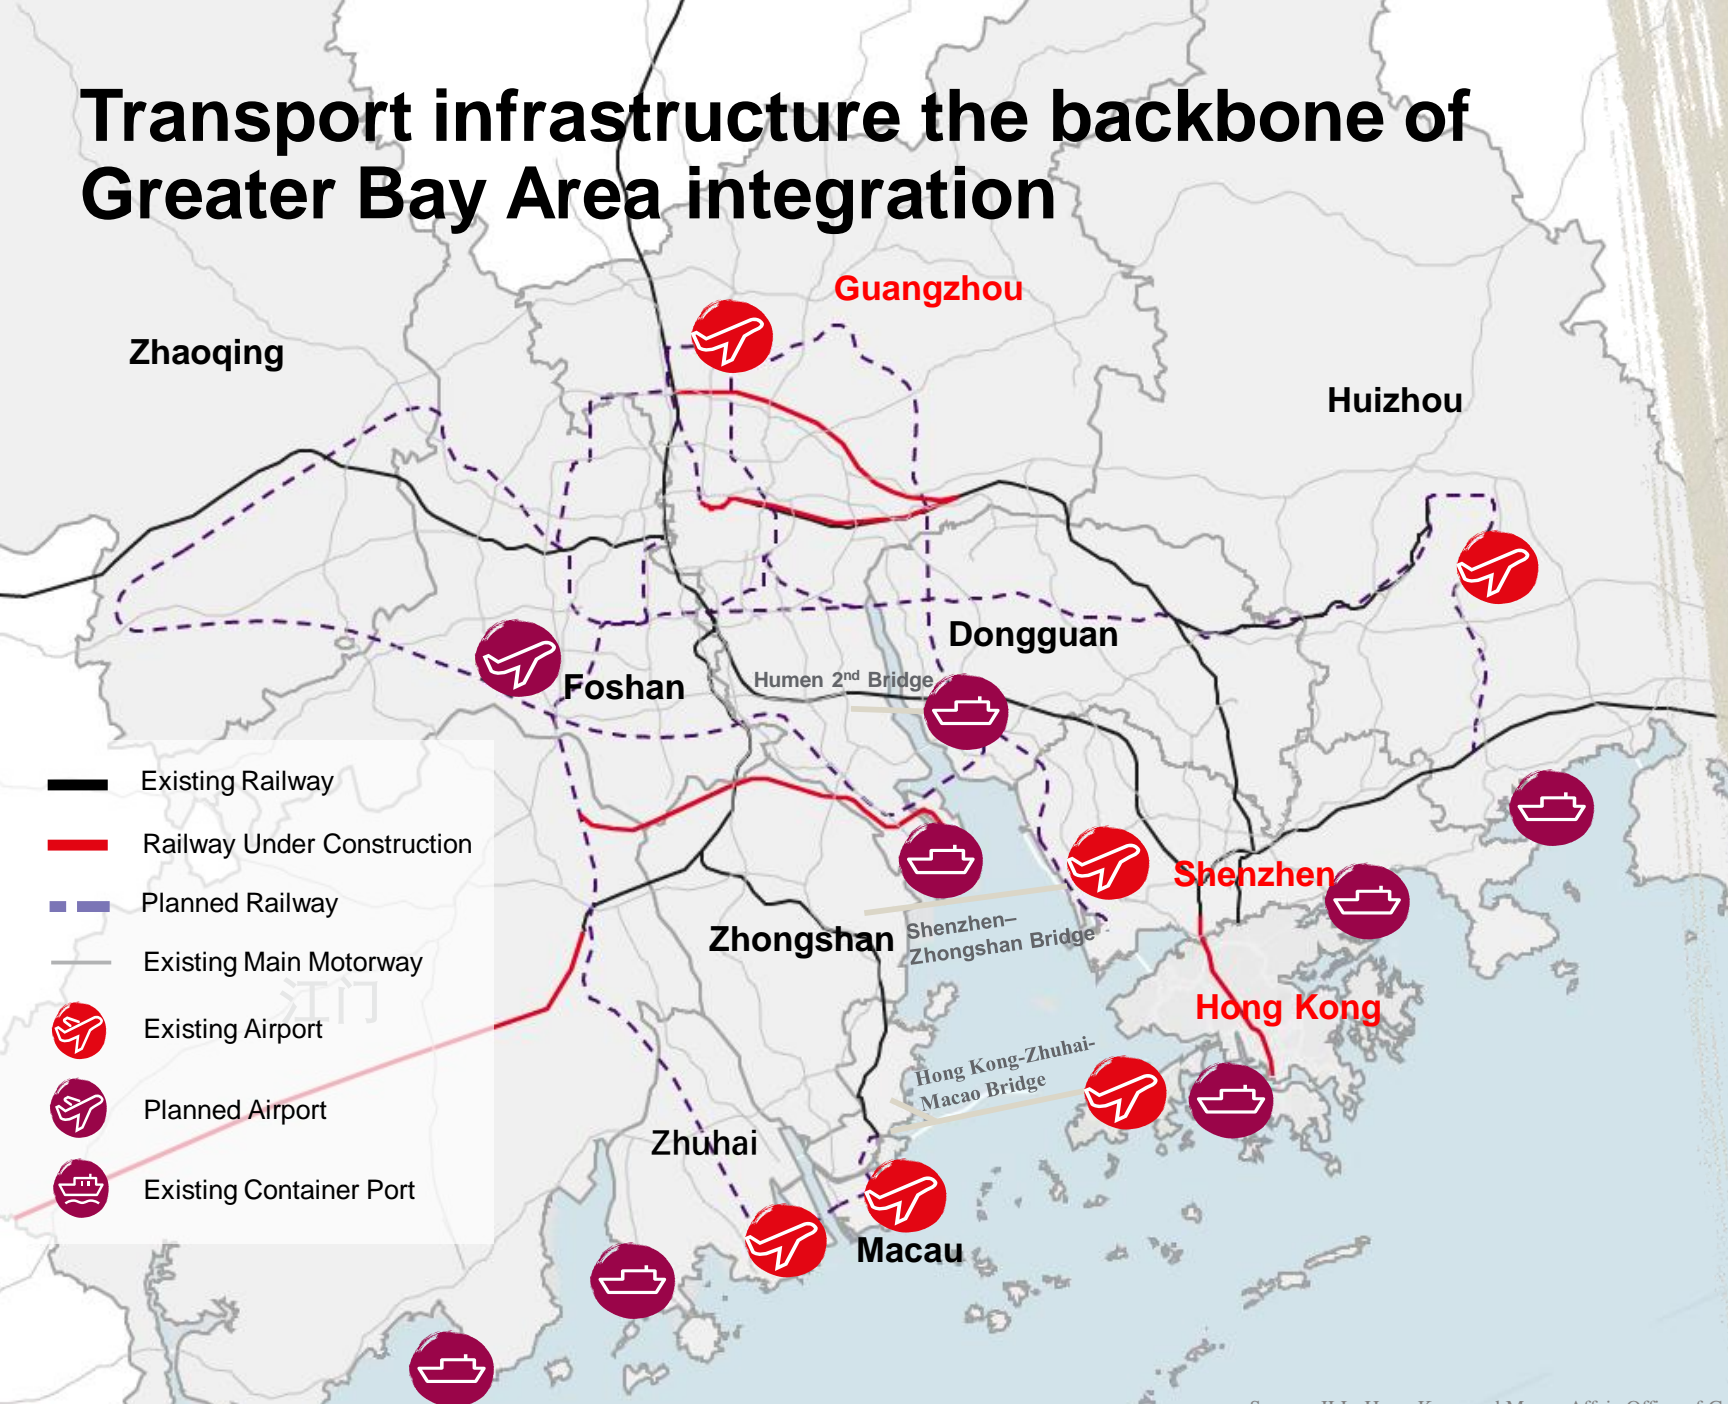 Transport infrastructure the backbone of
Greater Bay Area integration
Guangzhou
Zhaoqing
Huizhou
Dongguan
Humen 2nd Bridge
Foshan
Existing Railway
Railway Under Construction
Planned Railway
Existing Main Motorway
江门
Existing Airport
Planned Airport
Existing Container Port
Shenzhen
Zhongshan
Shenzhen–
Zhongshan Bridge
Hong Kong
Hong Kong-Zhuhai-
Macao Bridge
Zhuhai
Macau